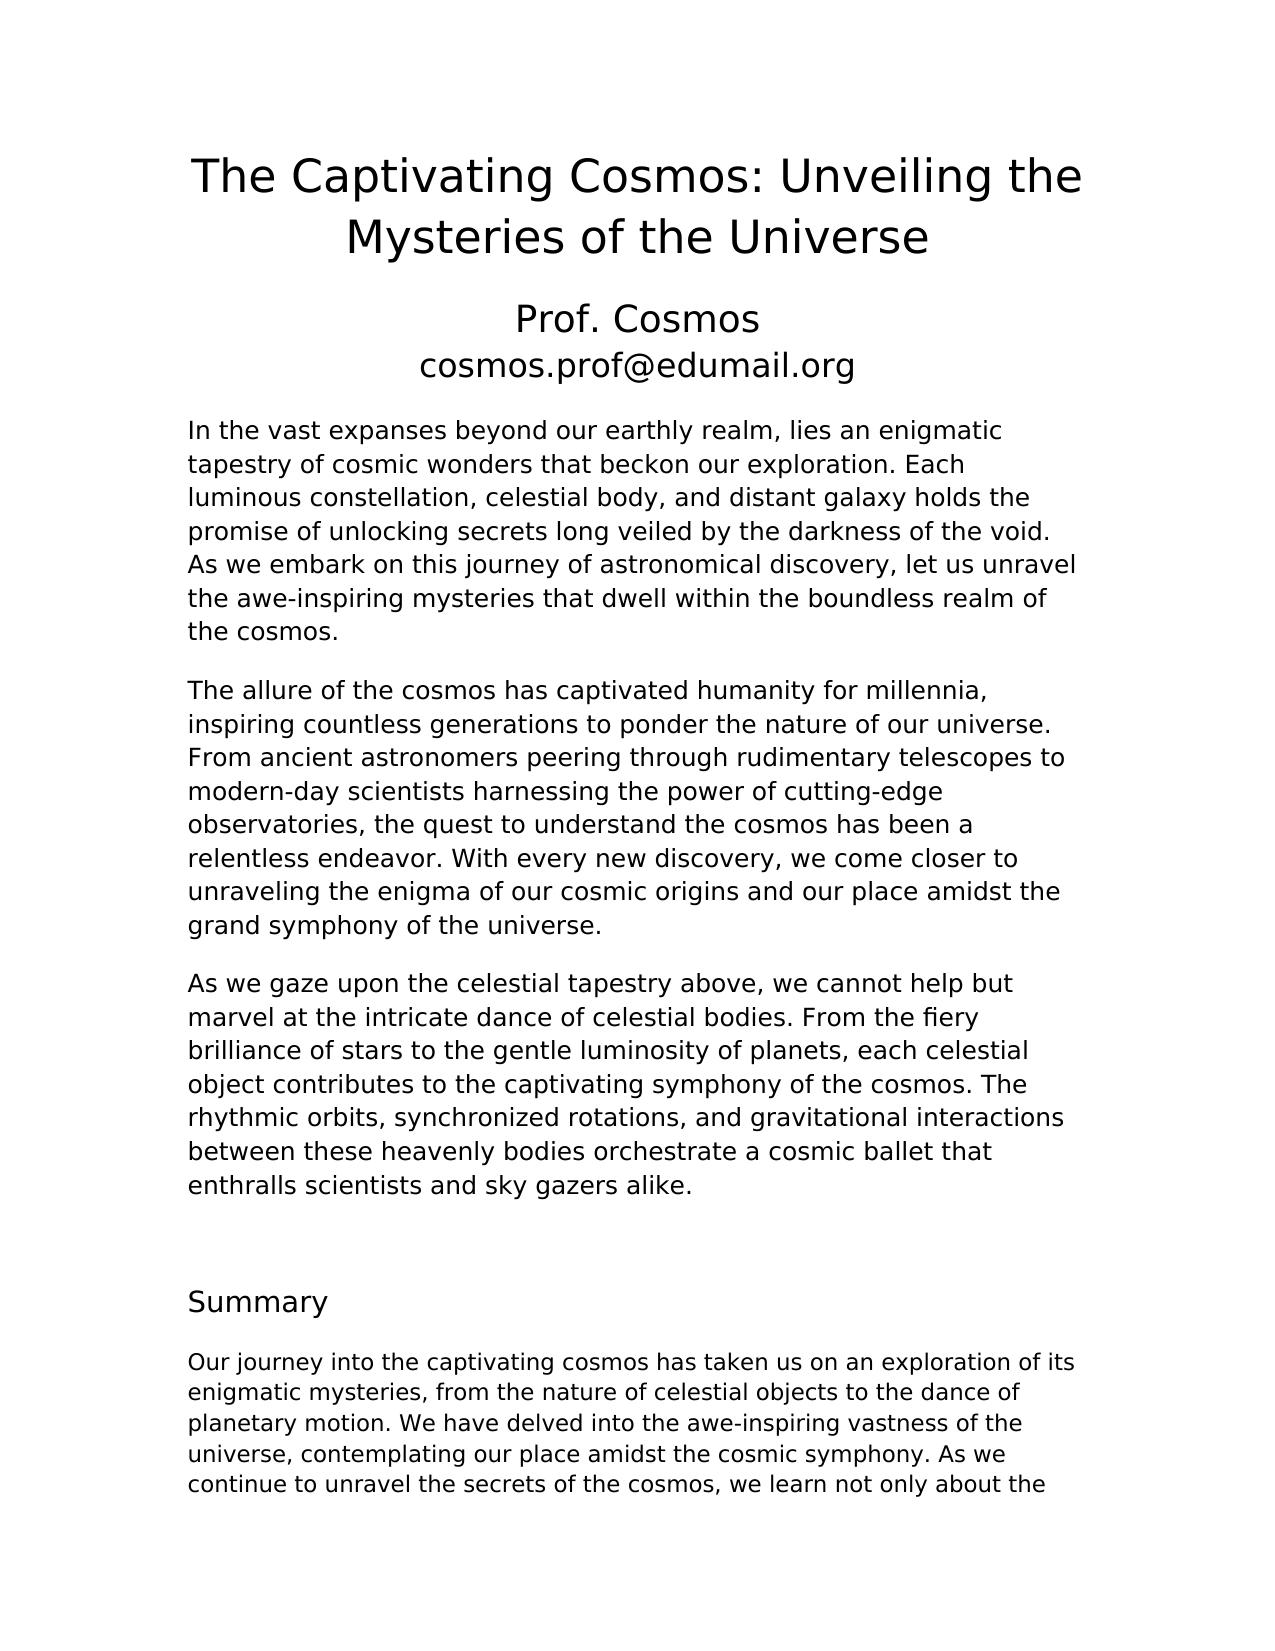 The Captivating Cosmos: Unveiling the
Mysteries of the Universe
Prof. Cosmos
cosmos.prof@edumail.org
In the vast expanses beyond our earthly realm, lies an enigmatic
tapestry of cosmic wonders that beckon our exploration. Each
luminous constellation, celestial body, and distant galaxy holds the
promise of unlocking secrets long veiled by the darkness of the void.
As we embark on this journey of astronomical discovery, let us unravel
the awe-inspiring mysteries that dwell within the boundless realm of
the cosmos.
The allure of the cosmos has captivated humanity for millennia,
inspiring countless generations to ponder the nature of our universe.
From ancient astronomers peering through rudimentary telescopes to
modern-day scientists harnessing the power of cutting-edge
observatories, the quest to understand the cosmos has been a
relentless endeavor. With every new discovery, we come closer to
unraveling the enigma of our cosmic origins and our place amidst the
grand symphony of the universe.
As we gaze upon the celestial tapestry above, we cannot help but
marvel at the intricate dance of celestial bodies. From the fiery
brilliance of stars to the gentle luminosity of planets, each celestial
object contributes to the captivating symphony of the cosmos. The
rhythmic orbits, synchronized rotations, and gravitational interactions
between these heavenly bodies orchestrate a cosmic ballet that
enthralls scientists and sky gazers alike.
Summary
Our journey into the captivating cosmos has taken us on an exploration of its
enigmatic mysteries, from the nature of celestial objects to the dance of
planetary motion. We have delved into the awe-inspiring vastness of the
universe, contemplating our place amidst the cosmic symphony. As we
continue to unravel the secrets of the cosmos, we learn not only about the